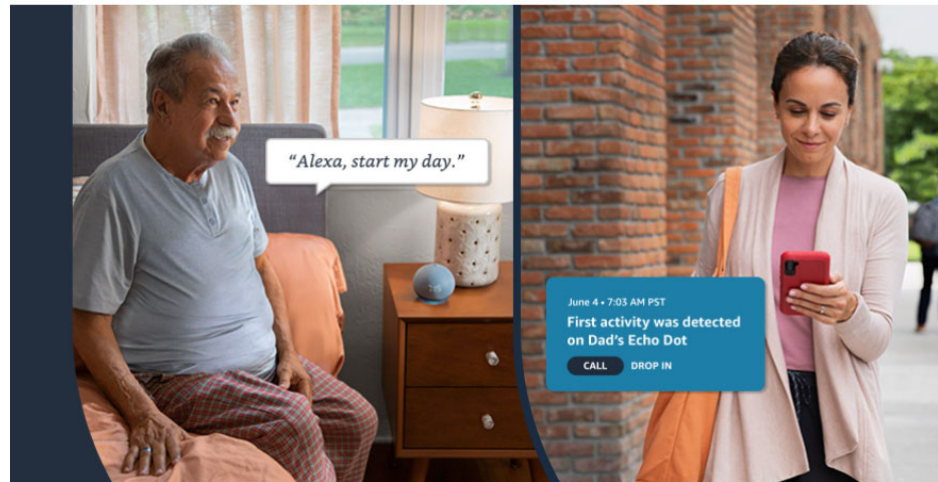 “Alexa, start my day.”
June 4 • 7:03 AM PST
First activity was detected
on Dad’s Echo Dot
CALL DROP IN